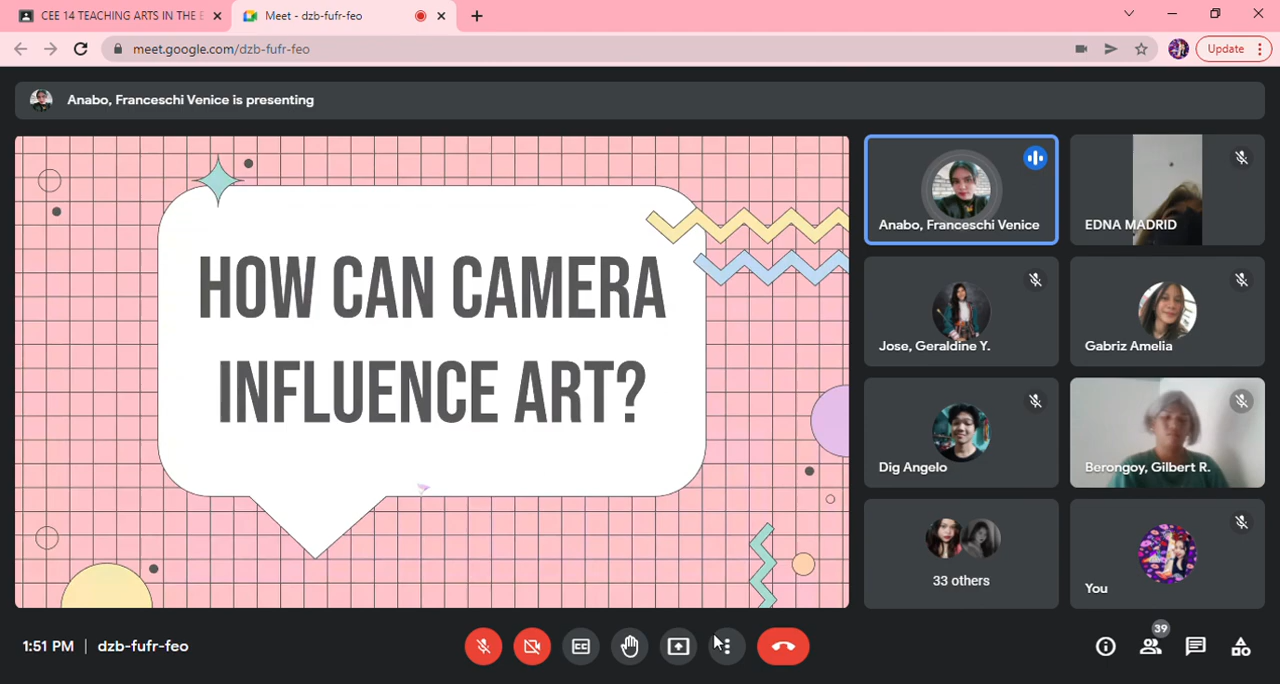 CEE 14 TEACHING ARTS IN THE E
Meet - dzb-fufr-feo
meet.google.com/dzb-fufr-feo
Update
Anabo, Franceschi Venice is presenting
HOW CAN CAMERA
INFLUENCE ART?
Anabo, Franceschi Venice
EDNA MADRID
Jose, Geraldine Y.
Gabriz Amelia
Dig Angelo
Berongoy, Gilbert R.
33 others
You
1:51 PM | dzb-fufr-feo
39